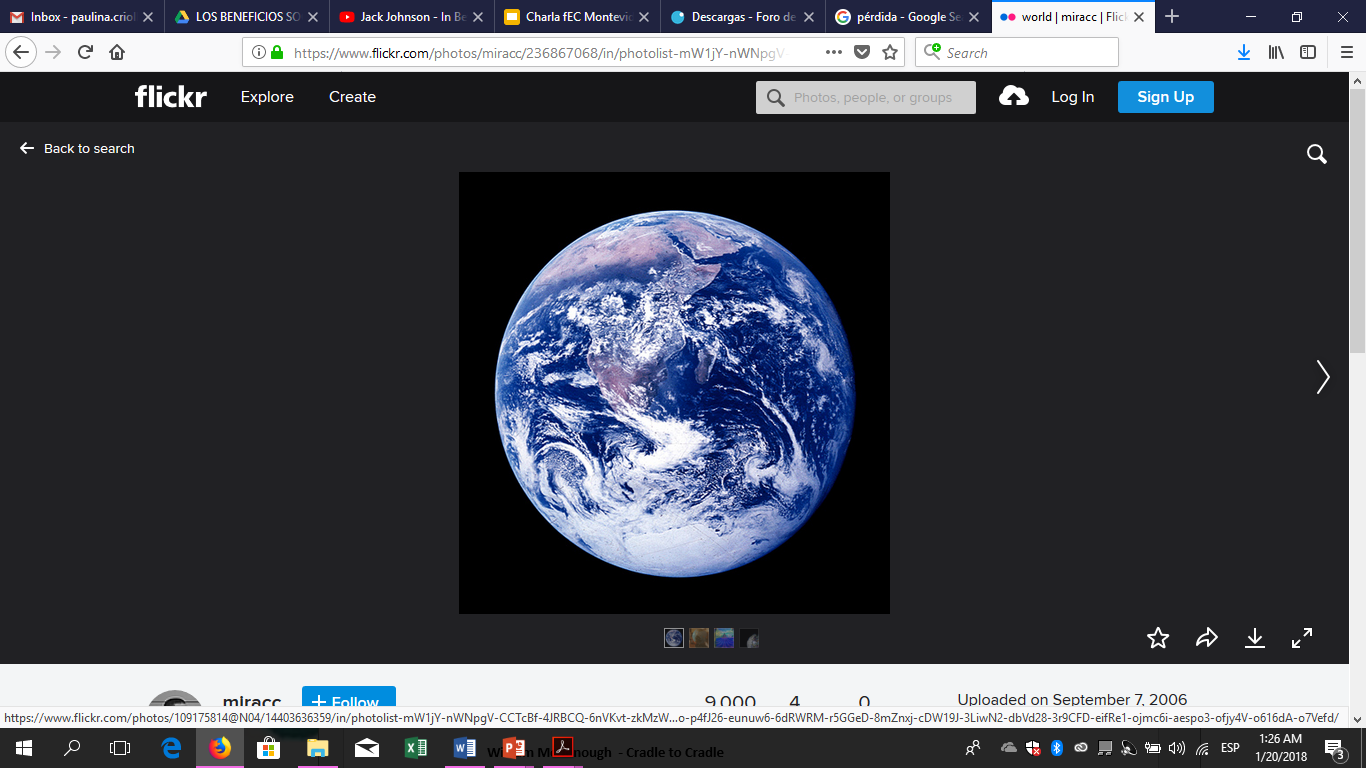 Inbox - paulina.criol
LOS BENEFICIOS SO
Jack Johnson - In Be
Charla fEC Montevid
Descargas - Foro de
pérdida - Google Se
world | miracc | Flick
https://www.flickr.com/photos/miracc/236867068/in/photolist-mW1jY-nWNpgV
Search
flickr
Explore
Create
Photos, people, or groups
Log In
Sign Up
Back to search
miracc
+ Follow
9,000
4
0
Uploaded on September 7, 2006
https://www.flickr.com/photos/109175814@N04/14403636359/in/photolist-mW1jY-nWNpgV-CCTcBf-4JRBCQ-6nVKvt-zkMzW...o-p4fJ26-eunuw6-6dRWRM-r5GGeD-8mZnxj-cDW19J-3LiwN2-dbVd28-3r9CFD-eifRe1-ojmc6i-aespo3-ofjy4V-o616dA-o7Vefd/
- Cradle to Cradle
ESP
1:26 AM
1/20/2018
3